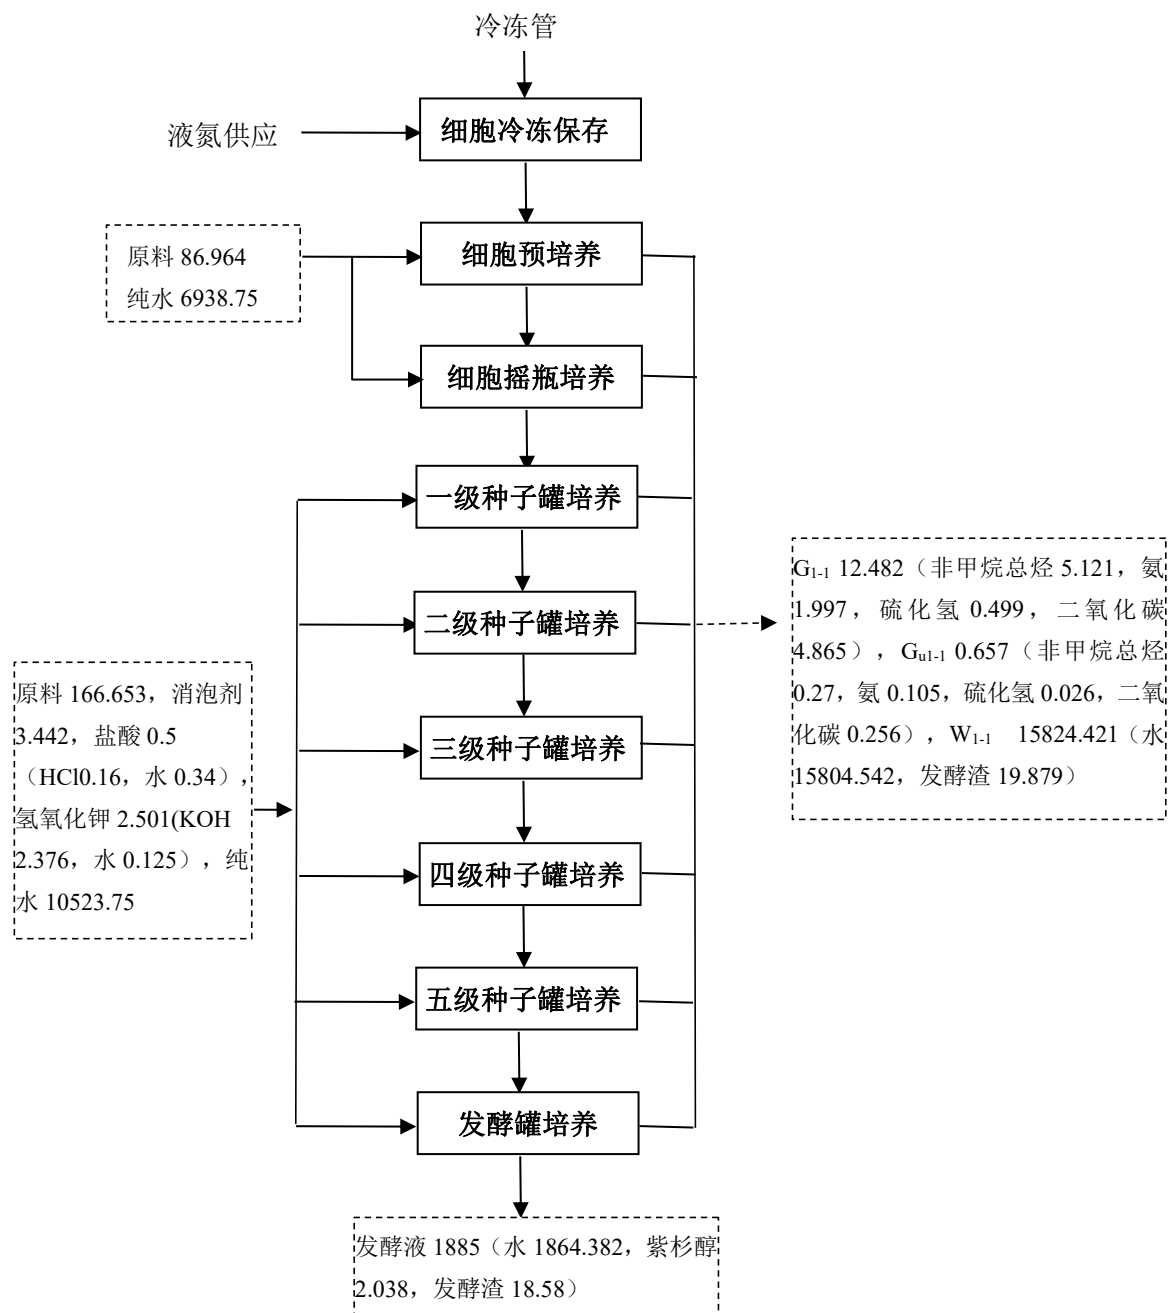 冷冻管
细胞冷冻保存
液氮供应
细胞预培养
原料 86.964
纯水 6938.75
细胞摇瓶培养
一级种子罐培养
二级种子罐培养
三级种子罐培养
四级种子罐培养
五级种子罐培养
发酵罐培养
G1-1 12.482（非甲烷总烃 5.121，氨
1.997，硫化氢 0.499，二氧化碳
4.865），Gu1-1 0.657（非甲烷总烃
0.27，氨 0.105，硫化氢 0.026，二氧
化碳 0.256），W1-1 15824.421（水
15804.542，发酵渣 19.879）
原料 166.653，消泡剂
3.442，盐酸 0.5
（HCl0.16，水 0.34），
氢氧化钾 2.501(KOH
2.376，水 0.125），纯
水 10523.75
发酵液 1885（水 1864.382，紫杉醇
2.038，发酵渣 18.58）